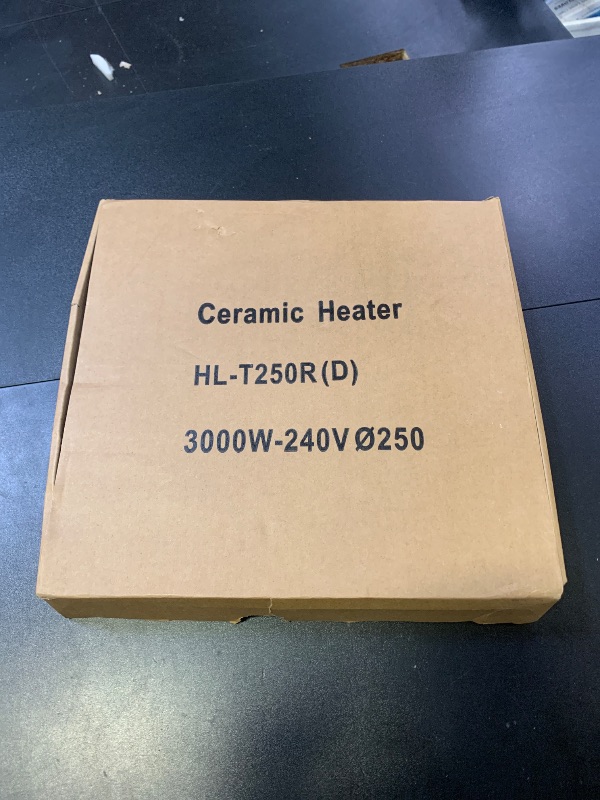 Ceramic Heater
HL-T250R(D)
3000W-240VØ250